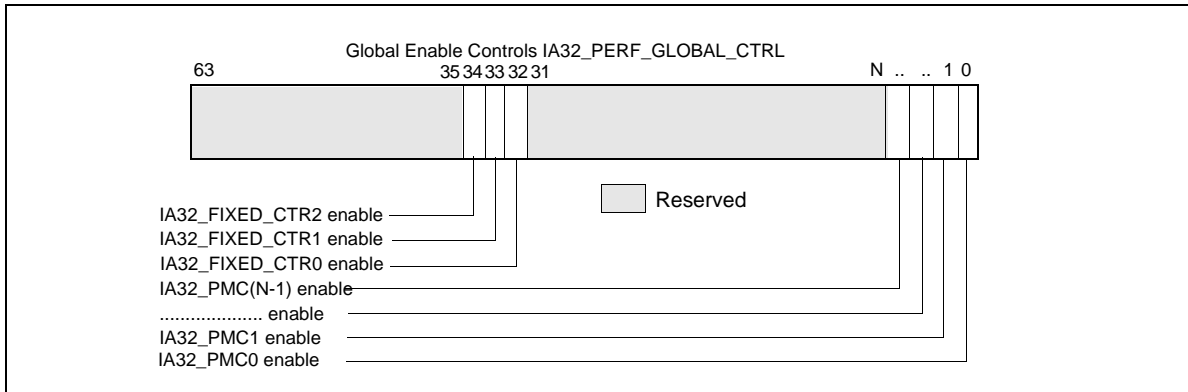 Global Enable Controls IA32_PERF_GLOBAL_CTRL
63 35 34 33 32 31 N .. .. 1 0
Reserved
IA32_FIXED_CTR2 enable
IA32_FIXED_CTR1 enable
IA32_FIXED_CTR0 enable
IA32_PMC(N-1) enable
.................... enable
IA32_PMC1 enable
IA32_PMC0 enable